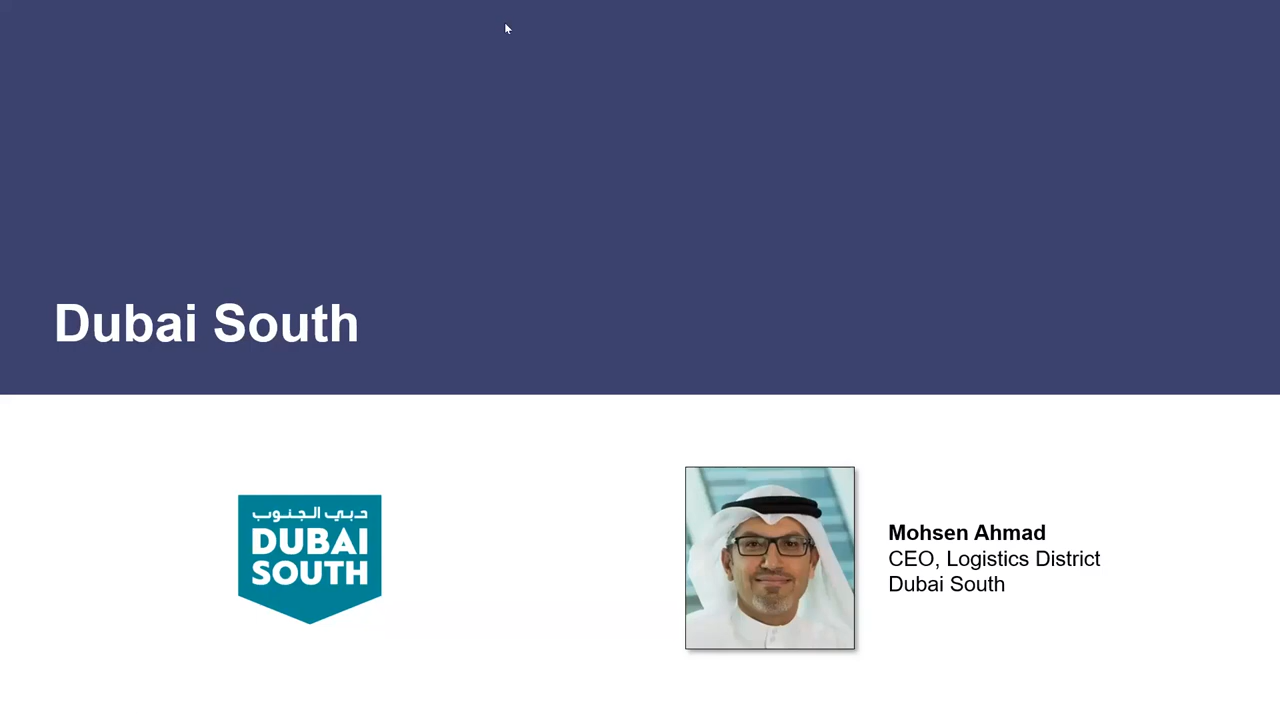 Dubai South
دبي الجنوب
DUBAI
SOUTH
Mohsen Ahmad
CEO, Logistics District
Dubai South